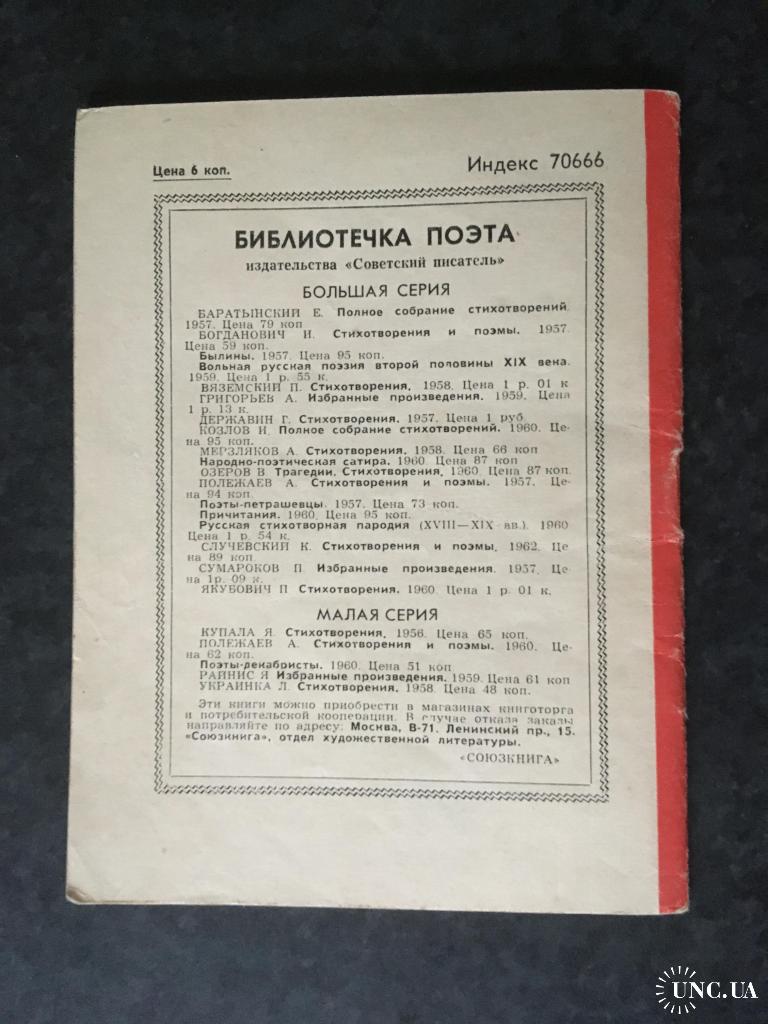 Цена 6 коп.
Индекс 70666
БИБЛИОТЕЧКА ПОЭТА
издательства «Советский писатель»
БОЛЬШАЯ СЕРИЯ
БАРАТЫНСКИЙ Е. Полное собрание стихотворений.
1957. Цена 79 коп
БОГДАНОВИЧ И. Стихотворения и поэмы. 1957.
Цена 59 коп.
Былины. 1957. Цена 95 коп.
Вольная русская поэзия второй половины XIX века.
1959. Цена 1 р. 55 к.
ВЯЗЕМСКИЙ П. Стихотворения, 1958. Цена 1 р. 01 к
ГРИГОРЬЕВ А. Избранные произведения. 1959. Цена
1 р. 13 к.
ДЕРЖАВИН Г. Стихотворения. 1957. Цена 1 руб.
КОЗЛОВ И. Полное собрание стихотворений. 1960. Це-
на 95 коп.
МЕРЗЛЯКОВ А. Стихотворения. 1958. Цена 66 коп
Народно-поэтическая сатира. 1960. Цена 87 коп
ОЗЕРОВ В Трагедии. Стихотворения, 1960. Цена 87 коп.
ПОЛЕЖАЕВ А. Стихотворения и поэмы. 1957. Це-
на 94 коп.
Поэты-петрашевцы. 1957. Цена 73 коп.
Причитания. 1960. Цена 95 коп.
Русская стихотворная пародия (XVIII—XIX вв.). 1960
Цена 1 р. 54 к.
СЛУЧЕВСКИЙ К. Стихотворения и поэмы. 1962. Це
на 89 коп
СУМАРОКОВ П. Избранные произведения. 1957. Це-
на 1р. 09 к.
ЯКУБОВИЧ П Стихотворения. 1960. Цена 1 р. 01 к.
МАЛАЯ СЕРИЯ
КУПАЛА Я. Стихотворения, 1956. Цена 65 коп.
ПОЛЕЖАЕВ А. Стихотворения и поэмы. 1960. Це-
на 62 коп.
Поэты-декабристы. 1960. Цена 51 коп
РАЙНИС Я Избранные произведения. 1959. Цена 61 коп
УКРАИНКА Л. Стихотворения. 1958. Цена 48 коп.
Эти книги можно приобрести в магазинах книготорга
и потребительской кооперации. В случае отказа заказы
направляйте по адресу: Москва, В-71, Ленинский пр., 15.
«Союзкнига», отдел художественной литературы.
«СОЮЗКНИГА»
UNC.UA